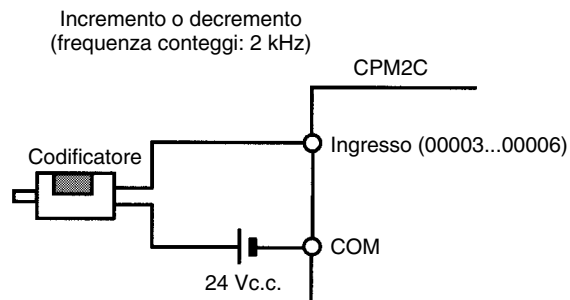 Incremento o decremento
(frequenza conteggi: 2 kHz)
CPM2C
Ingresso (00003...00006)
Codificatore
COM
24 Vc.c.